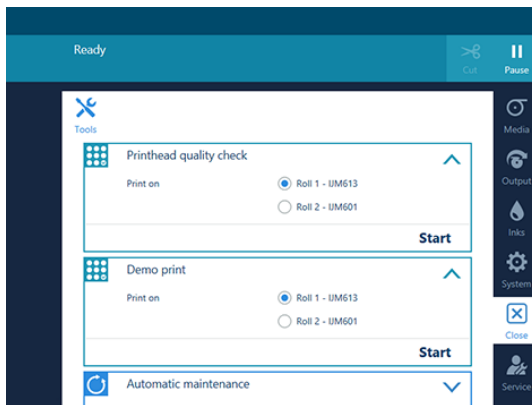 Ready
Cut
Pause
Tools
Media
Printhead quality check
Print on
Roll 1 - IJM613
Roll 2 - IJM601
Output
Start
Inks
Demo print
System
Print on
Roll 1 - IJM613
Roll 2 - IJM601
Close
Start
Automatic maintenance
Service